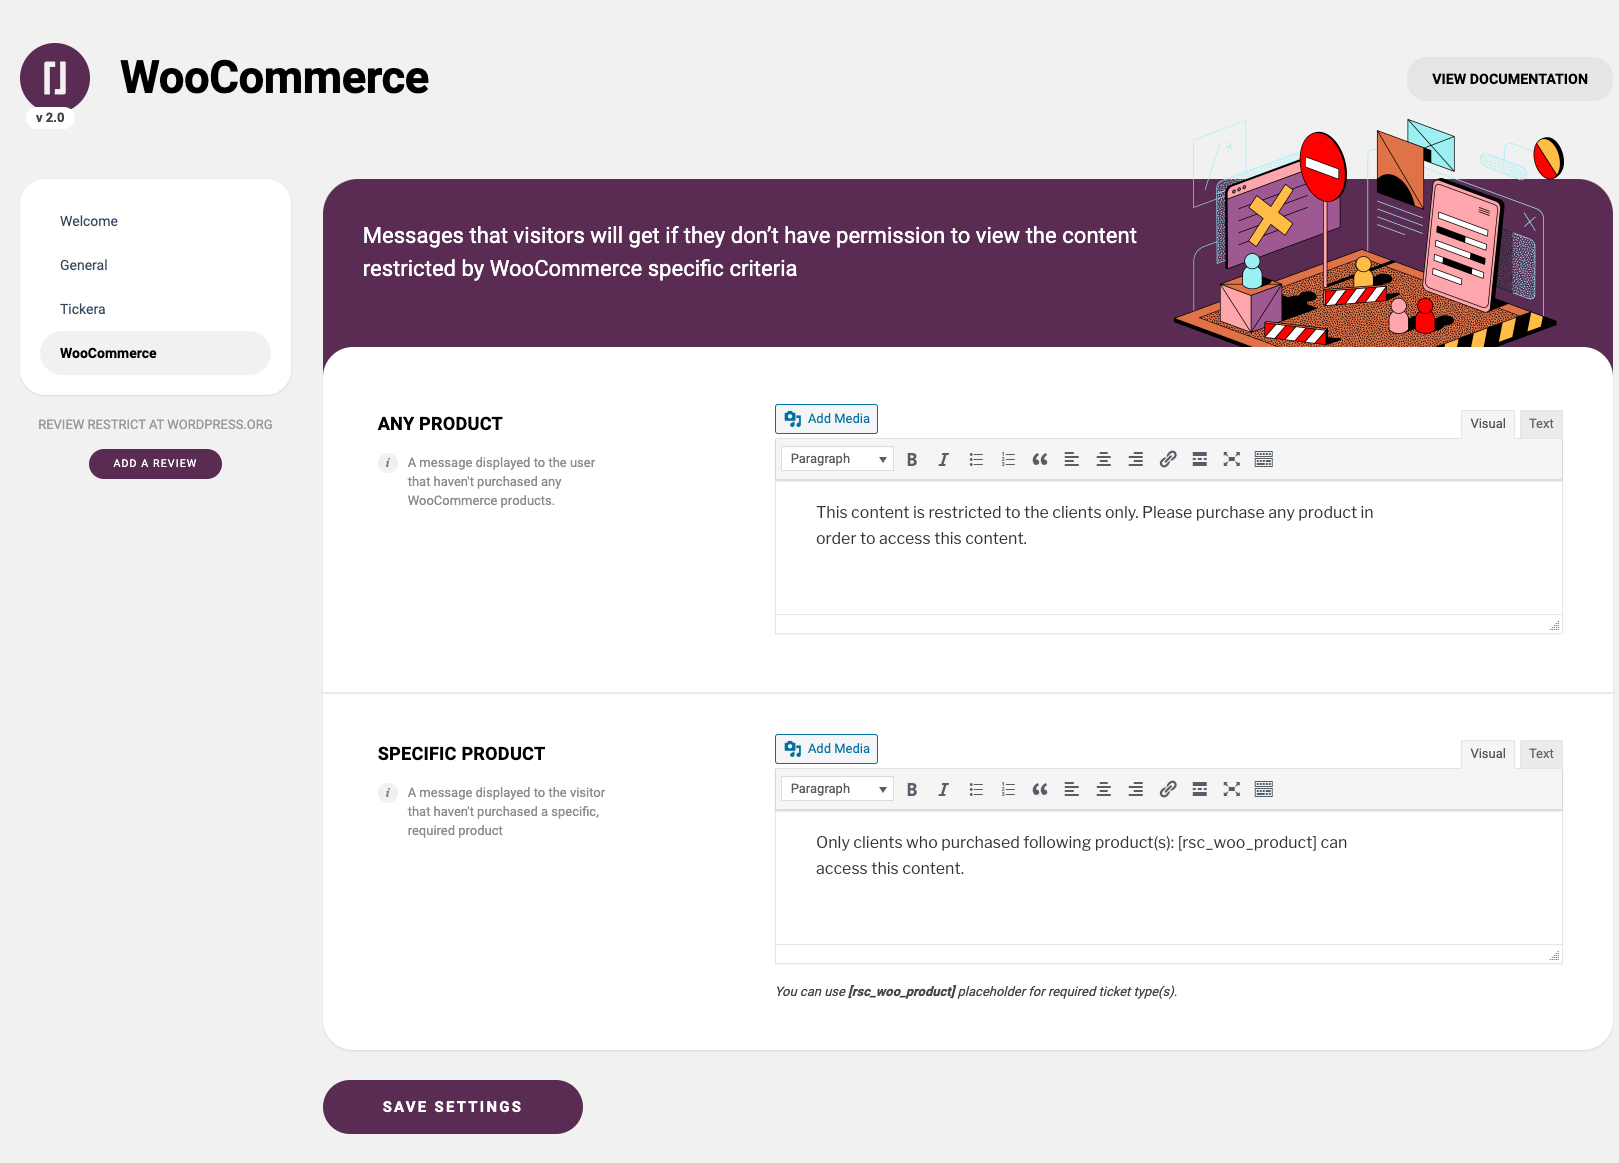 WooCommerce
v 2.0
VIEW DOCUMENTATION
Welcome
General
Tickera
WooCommerce
REVIEW RESTRICT AT WORDPRESS.ORG
ADD A REVIEW
Messages that visitors will get if they don’t have permission to view the content
restricted by WooCommerce specific criteria
ANY PRODUCT
i
A message displayed to the user
that haven't purchased any
WooCommerce products.
Add Media
Visual
Text
Paragraph
This content is restricted to the clients only. Please purchase any product in
order to access this content.
SPECIFIC PRODUCT
i
A message displayed to the visitor
that haven't purchased a specific,
required product
Add Media
Visual
Text
Paragraph
Only clients who purchased following product(s): [rsc_woo_product] can
access this content.
You can use [rsc_woo_product] placeholder for required ticket type(s).
SAVE SETTINGS